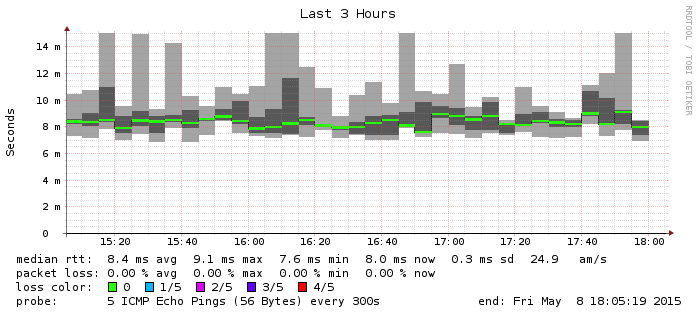 Last 3 Hours
RRDTOOL / TOBI OETIKER
Seconds
14 m
12 m
10 m
8 m
6 m
4 m
2 m
0
15:20 15:40 16:00 16:20 16:40 17:00 17:20 17:40 18:00
median rtt: 8.4 ms avg 9.1 ms max 7.6 ms min 8.0 ms now 0.3 ms sd 24.9 am/s
packet loss: 0.00 % avg 0.00 % max 0.00 % min 0.00 % now
loss color: 0 1/5 2/5 3/5 4/5
probe: 5 ICMP Echo Pings (56 Bytes) every 300s end: Fri May 8 18:05:19 2015